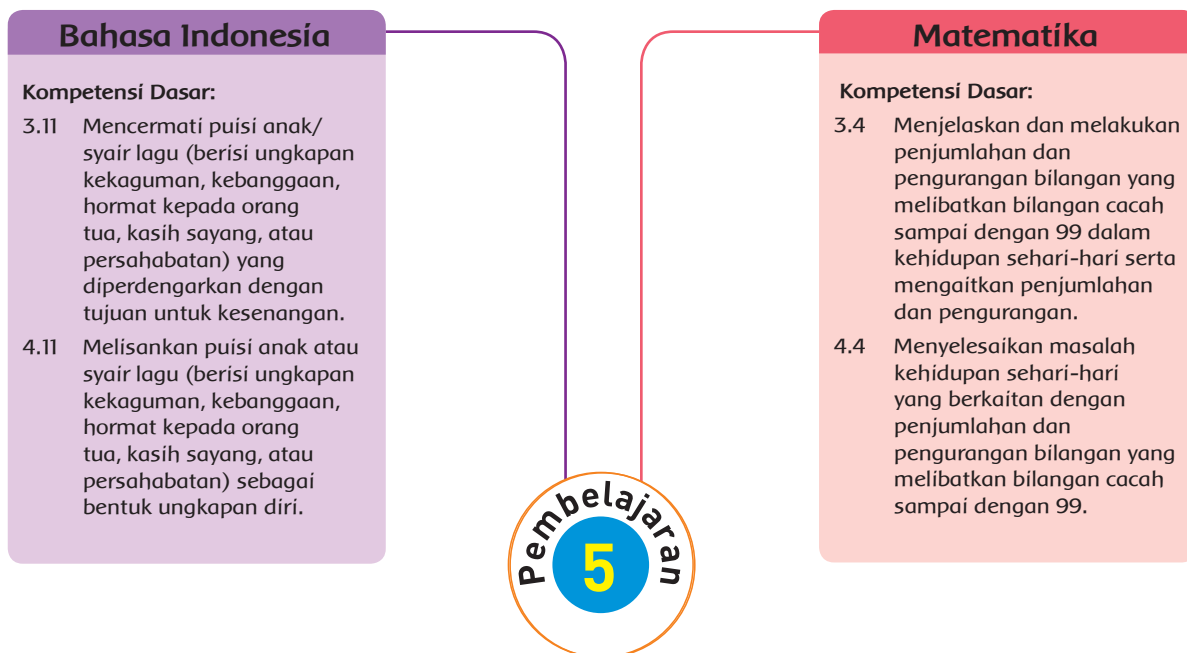 Bahasa Indonesia
Kompetensi Dasar:
3.11 Mencermati puisi anak/
syair lagu (berisi ungkapan
kekaguman, kebanggaan,
hormat kepada orang
tua, kasih sayang, atau
persahabatan) yang
diperdengarkan dengan
tujuan untuk kesenangan.
4.11 Melisankan puisi anak atau
syair lagu (berisi ungkapan
kekaguman, kebanggaan,
hormat kepada orang
tua, kasih sayang, atau
persahabatan) sebagai
bentuk ungkapan diri.
Matematika
Kompetensi Dasar:
3.4 Menjelaskan dan melakukan
penjumlahan dan
pengurangan bilangan yang
melibatkan bilangan cacah
sampai dengan 99 dalam
kehidupan sehari-hari serta
mengaitkan penjumlahan
dan pengurangan.
4.4 Menyelesaikan masalah
kehidupan sehari-hari
yang berkaitan dengan
penjumlahan dan
pengurangan bilangan yang
melibatkan bilangan cacah
sampai dengan 99.
Pembelajaran
5